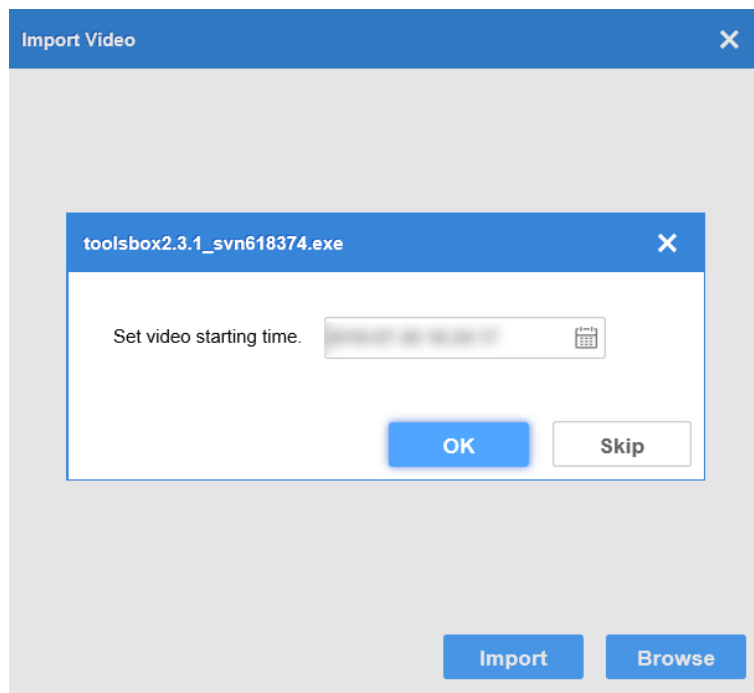 Import Video
toolsbox2.3.1_svn618374.exe
Set video starting time.
OK Skip
Import Browse